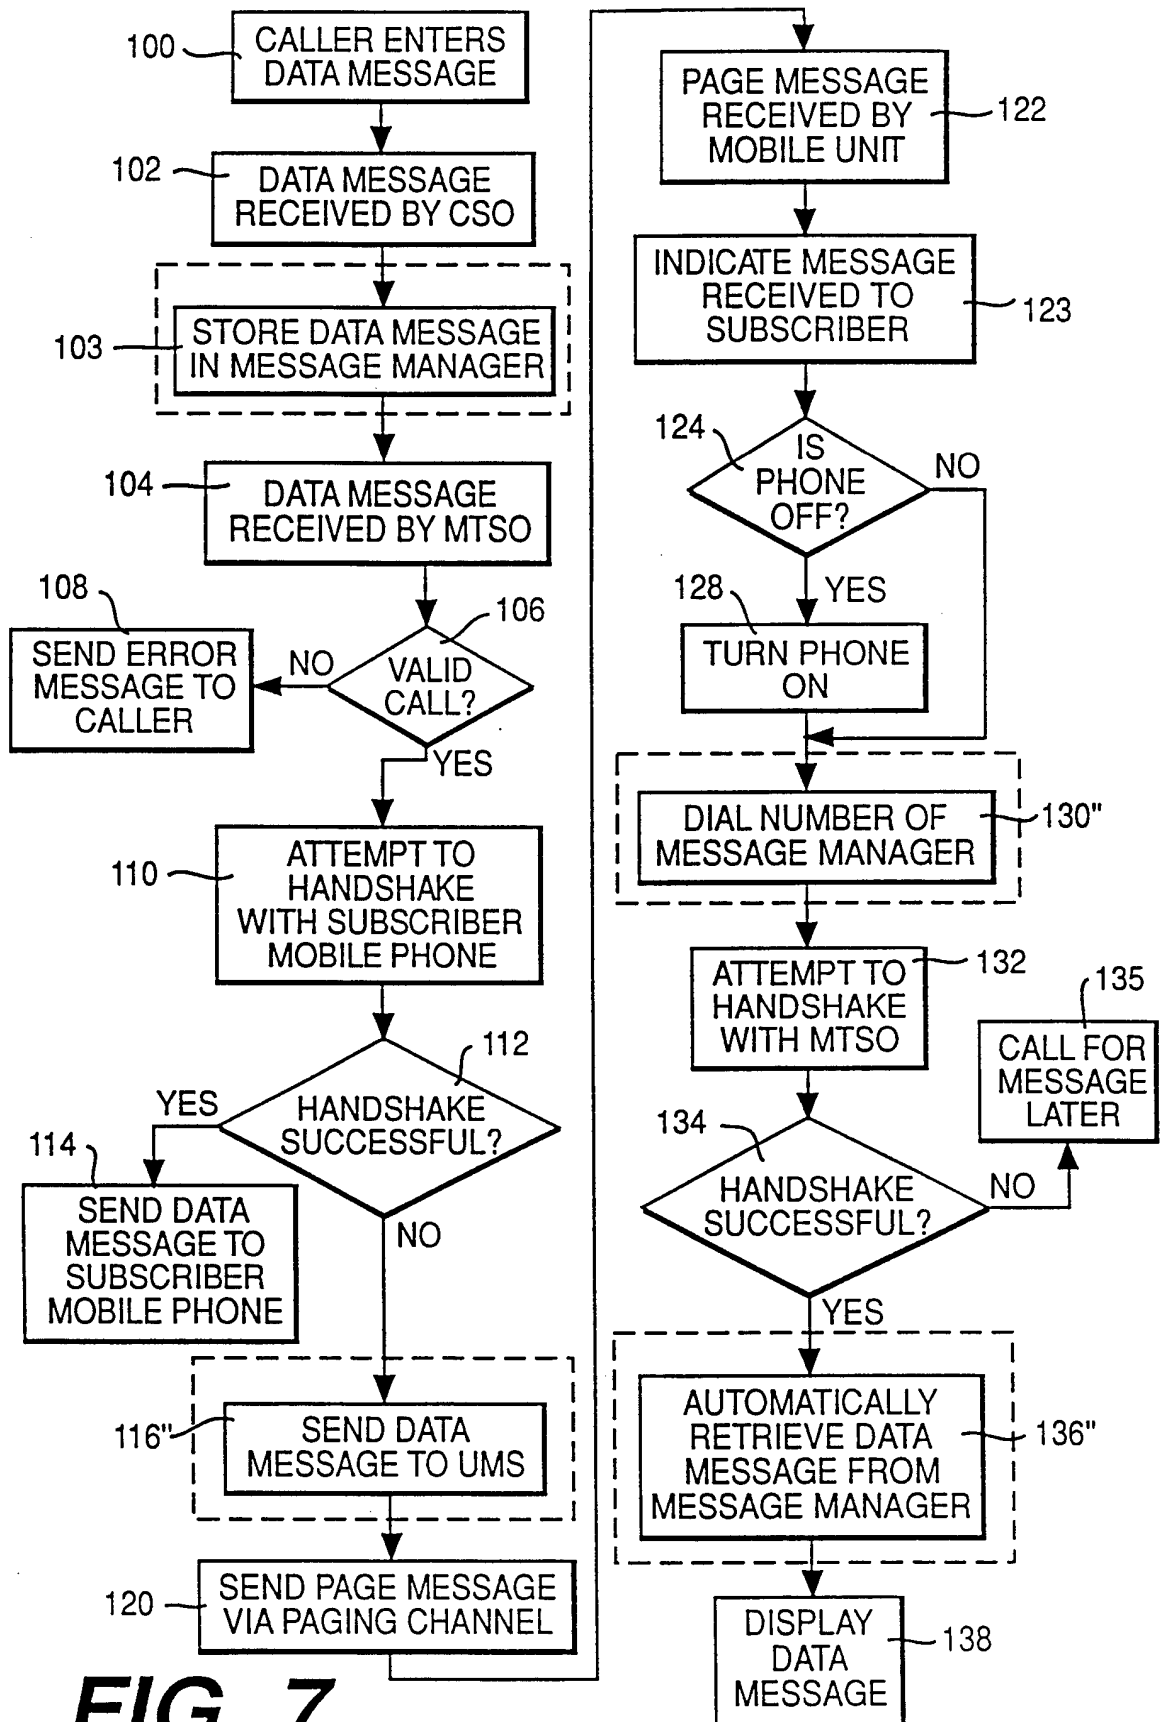 100
CALLER ENTERS
DATA MESSAGE
102
DATA MESSAGE
RECEIVED BY CSO
103
STORE DATA MESSAGE
IN MESSAGE MANAGER
104
DATA MESSAGE
RECEIVED BY MTSO
106
VALID
CALL?
NO
108
SEND ERROR
MESSAGE TO
CALLER
YES
110
ATTEMPT TO
HANDSHAKE
WITH SUBSCRIBER
MOBILE PHONE
112
HANDSHAKE
SUCCESSFUL?
YES
114
SEND DATA
MESSAGE TO
SUBSCRIBER
MOBILE PHONE
NO
116"
SEND DATA
MESSAGE TO UMS
120
SEND PAGE MESSAGE
VIA PAGING CHANNEL
PAGE MESSAGE
RECEIVED BY
MOBILE UNIT
122
INDICATE MESSAGE
RECEIVED TO
SUBSCRIBER
123
124
IS
PHONE
OFF?
NO
YES
128
TURN PHONE
ON
DIAL NUMBER OF
MESSAGE MANAGER
130"
ATTEMPT TO
HANDSHAKE
WITH MTSO
132
134
HANDSHAKE
SUCCESSFUL?
NO
135
CALL FOR
MESSAGE
LATER
YES
AUTOMATICALLY
RETRIEVE DATA
MESSAGE FROM
MESSAGE MANAGER
136"
DISPLAY
DATA
MESSAGE
138
FIG. 7